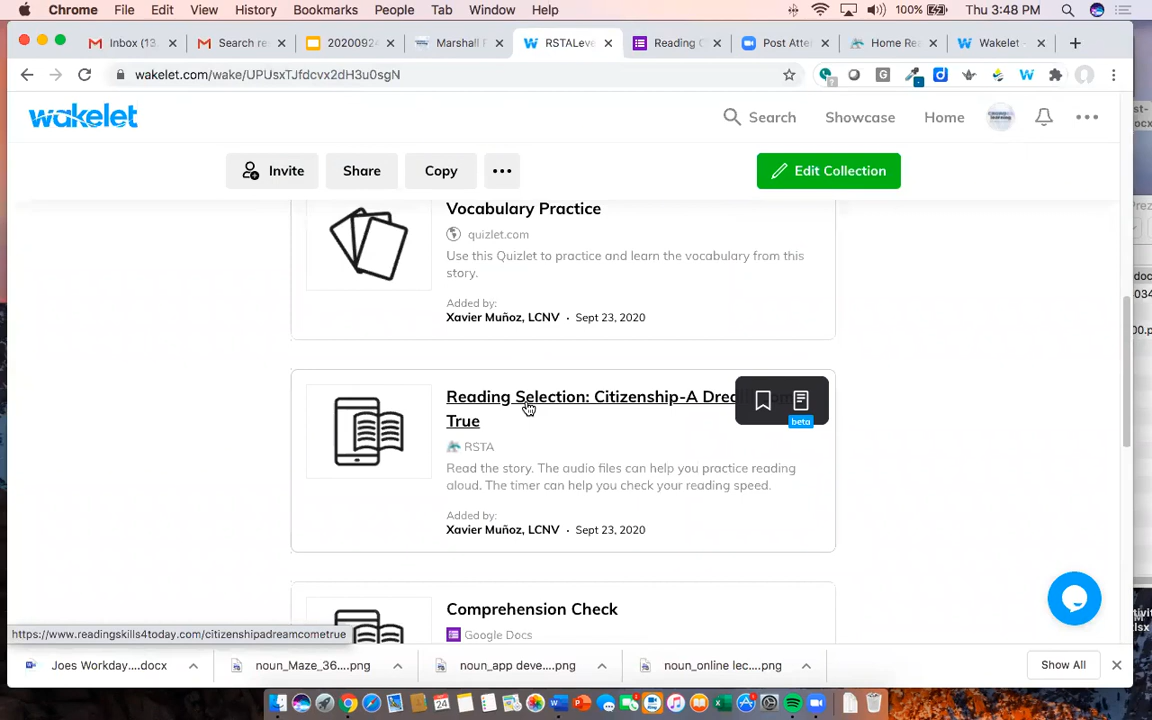 Chrome File Edit View History Bookmarks People Tab Window Help 100% Thu 3:48 PM
Inbox (13, Search re 20200924 Marshall P RSTALeve Reading C Post Atte Home Rea Wakelet -
wakelet.com/wake/UPUsxTJfdcvx2dH3u0sgN
wakelet Search Showcase Home
Invite Share Copy Edit Collection
Vocabulary Practice
quizlet.com
Use this Quizlet to practice and learn the vocabulary from this
story.
Added by:
Xavier Muñoz, LCNV · Sept 23, 2020
Reading Selection: Citizenship-A Drea
True
beta
RSTA
Read the story. The audio files can help you practice reading
aloud. The timer can help you check your reading speed.
Added by:
Xavier Muñoz, LCNV · Sept 23, 2020
Comprehension Check
Google Docs
https://www.readingskills4today.com/citizenshipadreamcometrue
Joes Workday....docx noun_Maze_36....png noun_app deve....png noun_online lec....png Show All